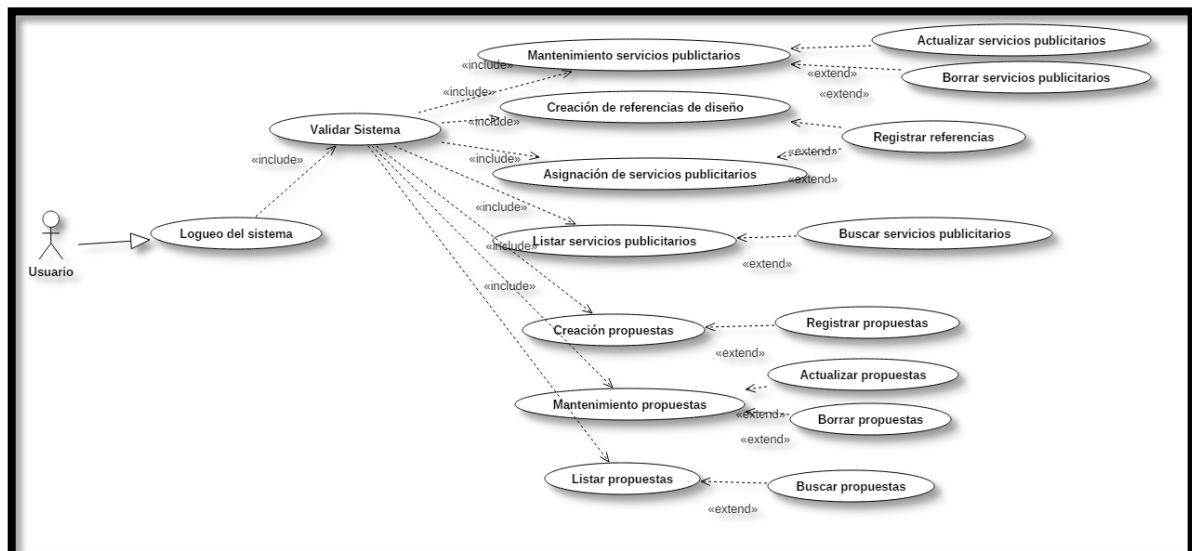 Actualizar servicios publicitarios
Mantenimiento servicios publictarios
«include»
Borrar servicios publicitarios
«extend»
«include»
«extend»
Creación de referencias de diseño
«include»
Validar Sistema
Registrar referencias
«extend»
«include»
«include»
Asignación de servicios publicitarios
«extend»
«include»
Logueo del sistema
Buscar servicios publicitarios
Listar servicios publicitarios
«include»
«extend»
Usuario
«include»
Registrar propuestas
Creación propuestas
«extend»
Actualizar propuestas
Mantenimiento propuestas
«extend»
Borrar propuestas
«extend»
Listar propuestas
Buscar propuestas
«extend»